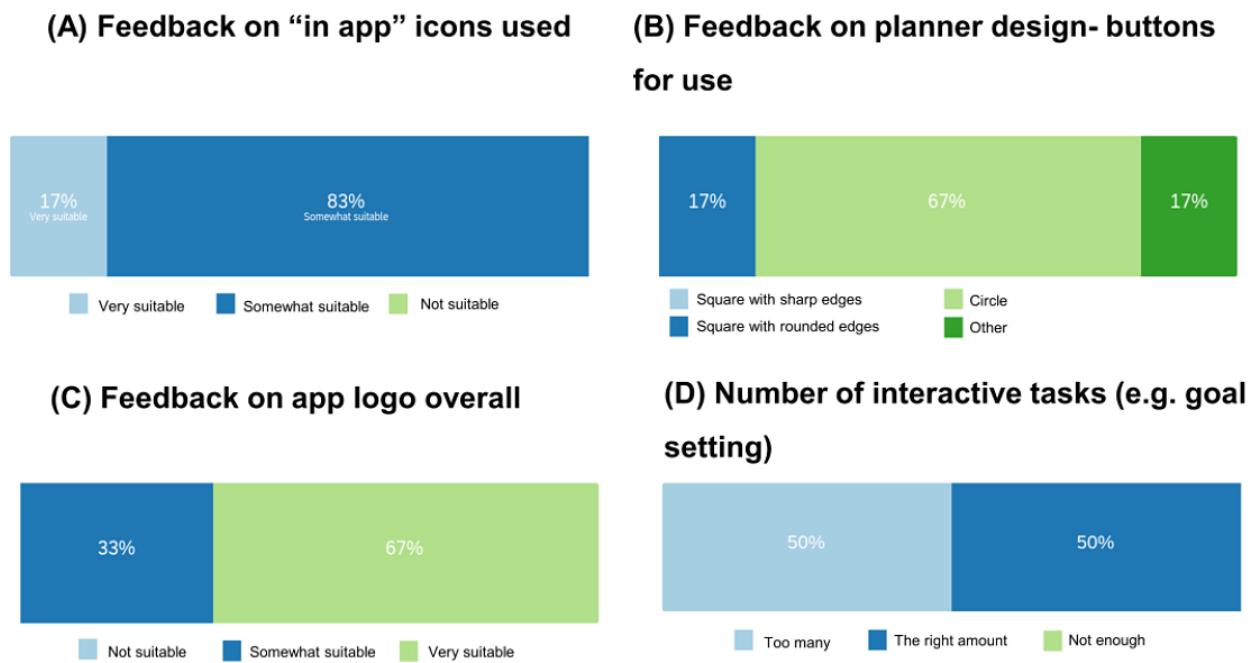 (A) Feedback on “in app” icons used
17%
Very suitable
83%
Somewhat suitable
Very suitable
Somewhat suitable
Not suitable
(B) Feedback on planner design- buttons
for use
17%
67%
17%
Square with sharp edges
Circle
Square with rounded edges
Other
(C) Feedback on app logo overall
33%
67%
Not suitable
Somewhat suitable
Very suitable
(D) Number of interactive tasks (e.g. goal
setting)
50%
50%
Too many
The right amount
Not enough